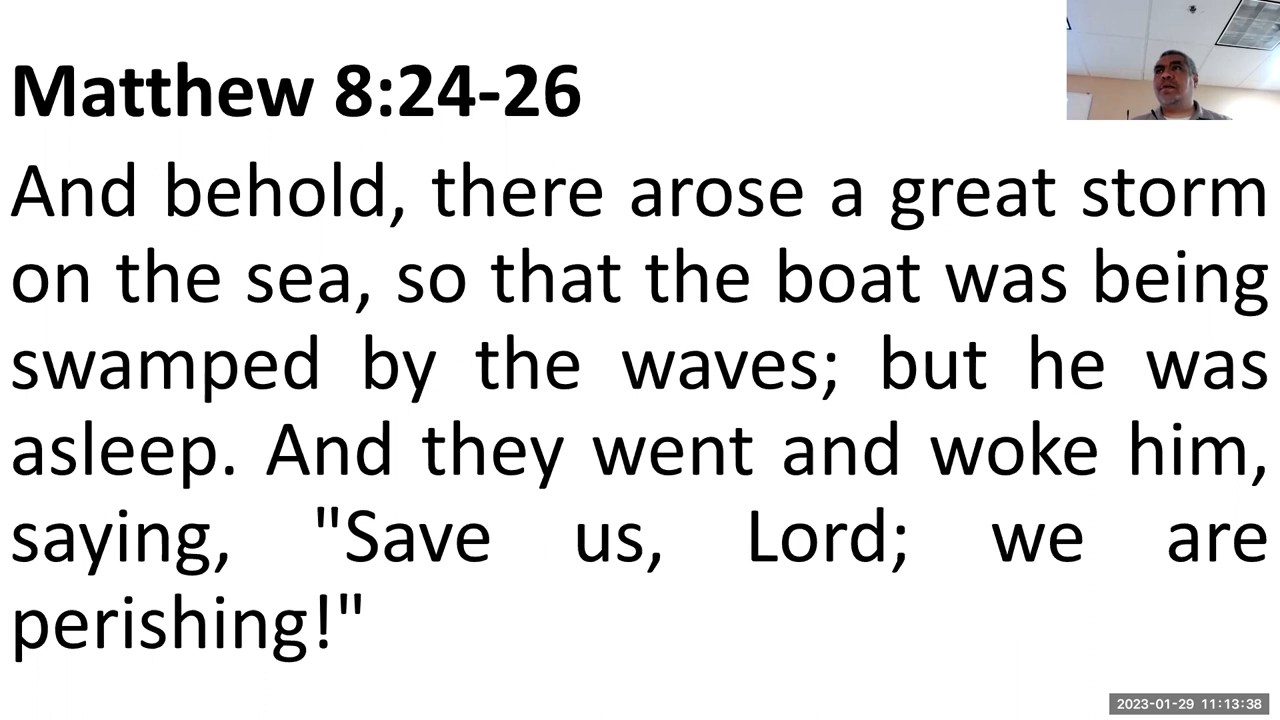 Matthew 8:24-26
And behold, there arose a great storm
on the sea, so that the boat was being
swamped by the waves; but he was
asleep. And they went and woke him,
saying, "Save us, Lord; we are
perishing!"
2023-01-29 11:13:38